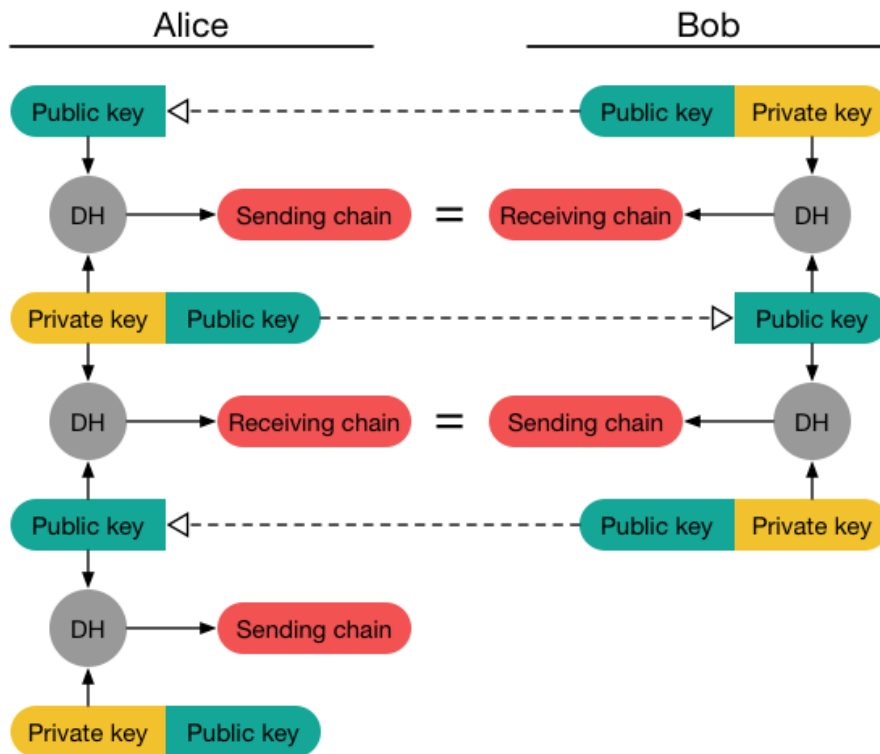 Alice Bob
Public key Public key Private key
DH Sending chain = Receiving chain DH
Private key Public key Public key
DH Receiving chain = Sending chain DH
Public key Public key Private key
DH Sending chain
Private key Public key